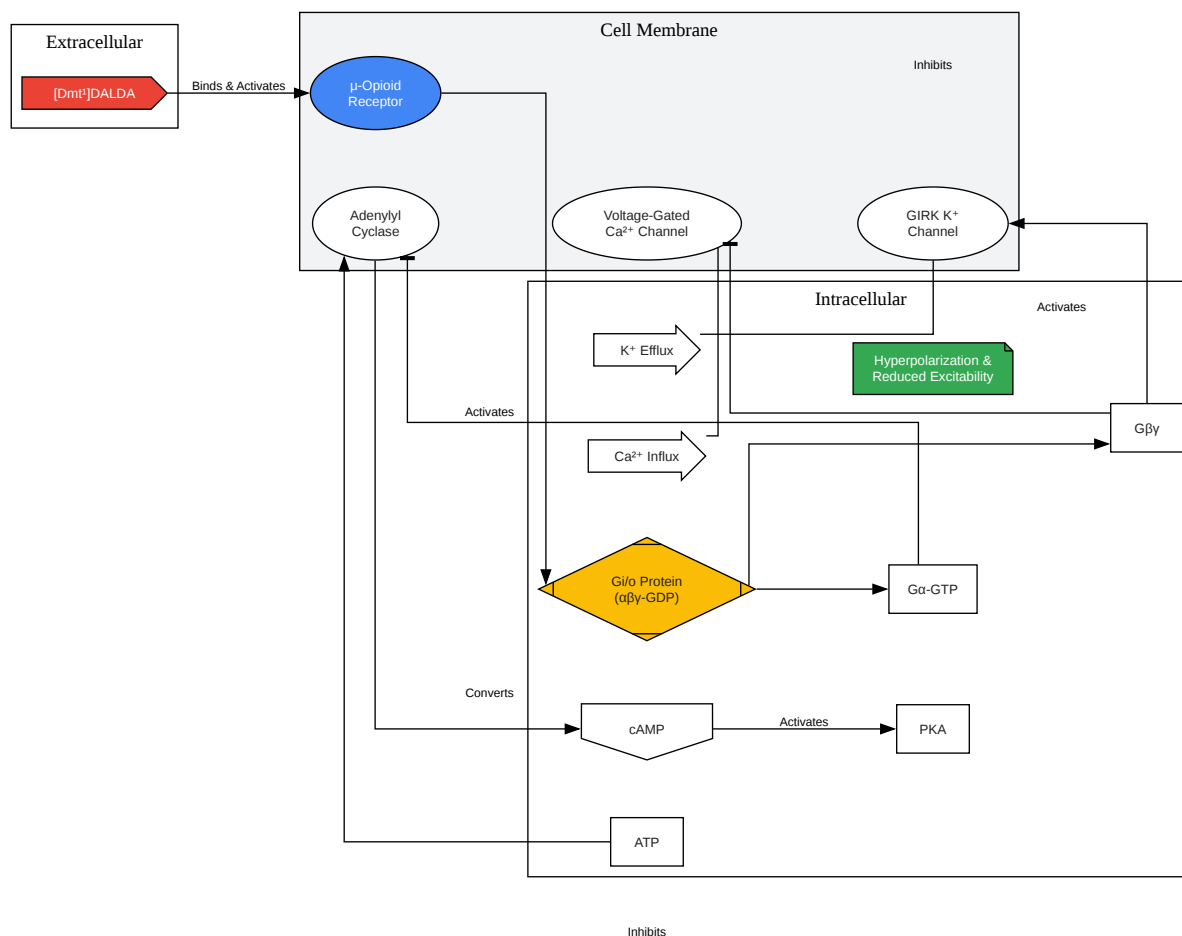 Cell Membrane
Extracellular
Inhibits
[Dmt¹]DALDA
Binds & Activates
μ-Opioid
Receptor
Adenylyl
Cyclase
Voltage-Gated
Ca²⁺ Channel
GIRK K⁺
Channel
Intracellular
Activates
K⁺ Efflux
Hyperpolarization &
Reduced Excitability
Activates
Gβγ
Ca²⁺ Influx
Gi/o Protein
(αβγ-GDP)
Gα-GTP
Converts
cAMP
Activates
PKA
ATP
Inhibits